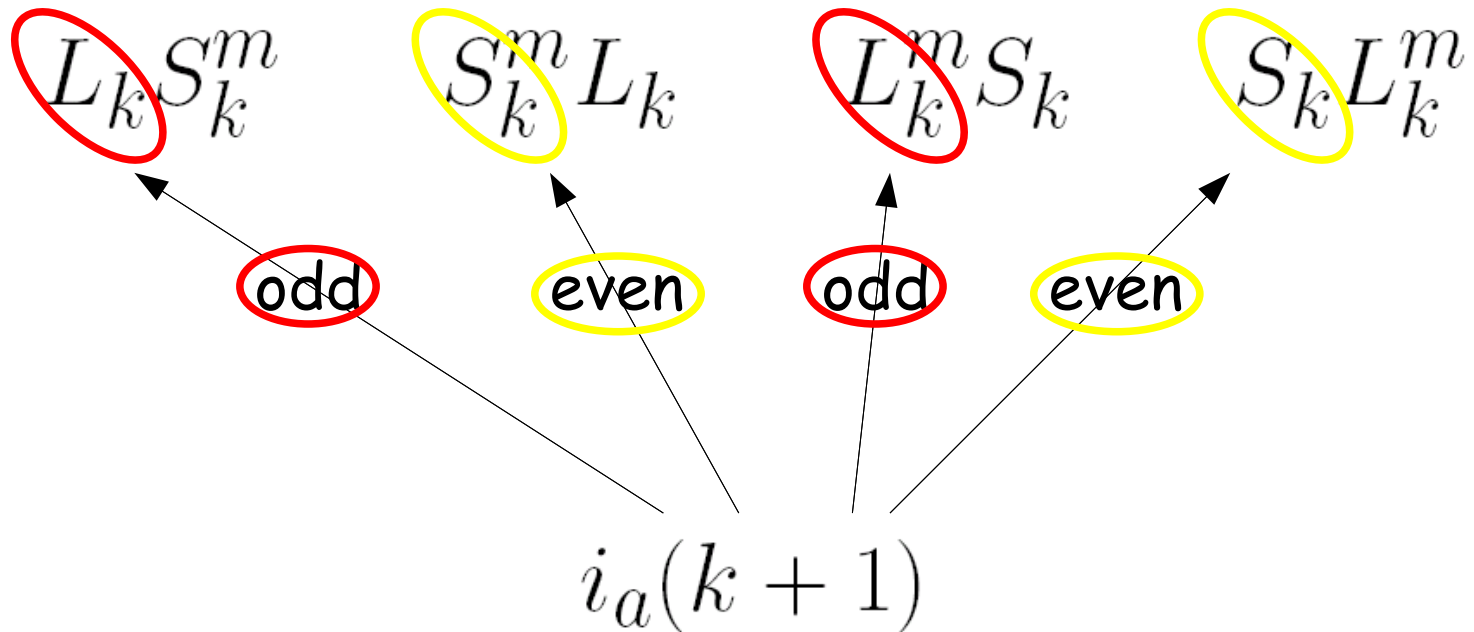 L_k S_k^m S_k^m L_k L_k^m S_k S_k L_k^m
odd even odd even
i_a(k + 1)